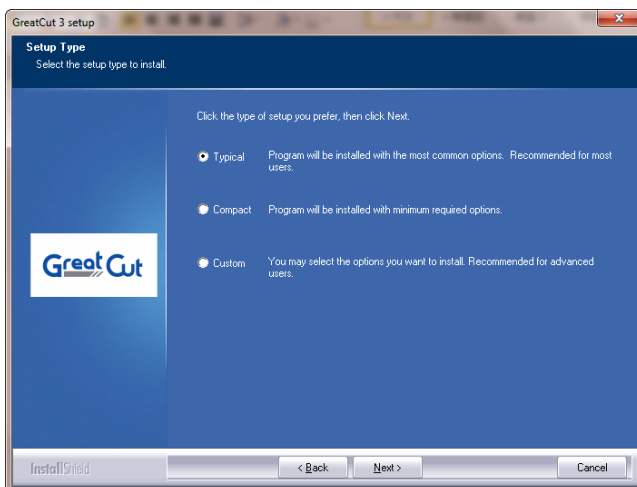 GreatCut 3 setup
Setup Type
Select the setup type to install.
Click the type of setup you prefer, then click Next.
Typical
Program will be installed with the most common options. Recommended for most
users.
Compact
Program will be installed with minimum required options.
Custom
You may select the options you want to install. Recommended for advanced
users.
Great Cut
InstallShield
< Back
Next >
Cancel